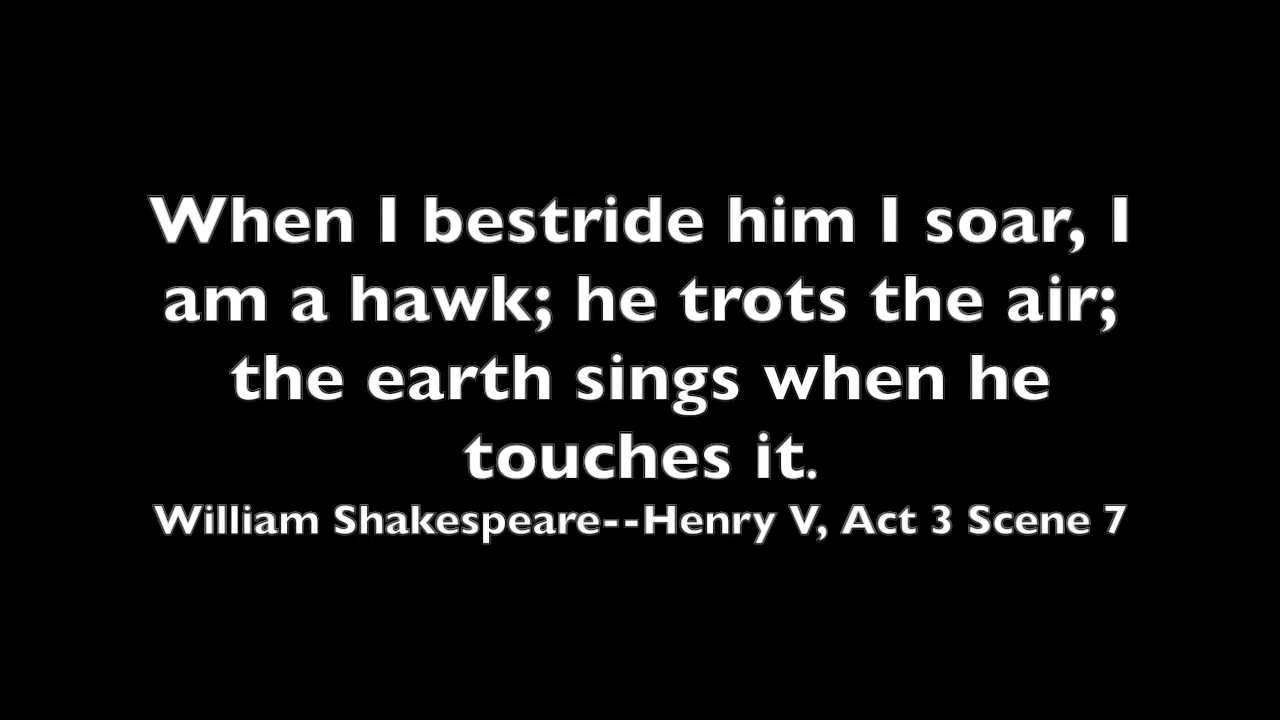 When I bestride him I soar, I
am a hawk; he trots the air;
the earth sings when he
touches it.
William Shakespeare--Henry V, Act 3 Scene 7